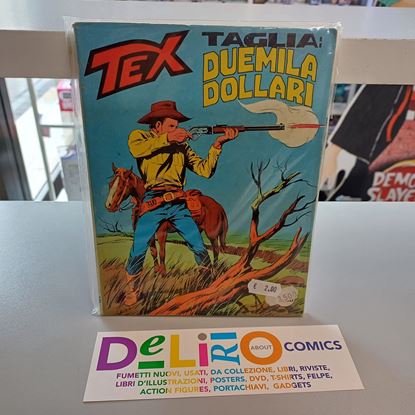 TEX
TAGLIA:
DUEMILA
DOLLARI
€ 2,00
DeLiRiO ABOUT COMICS
FUMETTI NUOVI, USATI, DA COLLEZIONE, LIBRI, RIVISTE,
LIBRI D'ILLUSTRAZIONI, POSTERS, DVD, T-SHIRTS, FELPE,
ACTION FIGURES, PORTACHIAVI, GADGETS